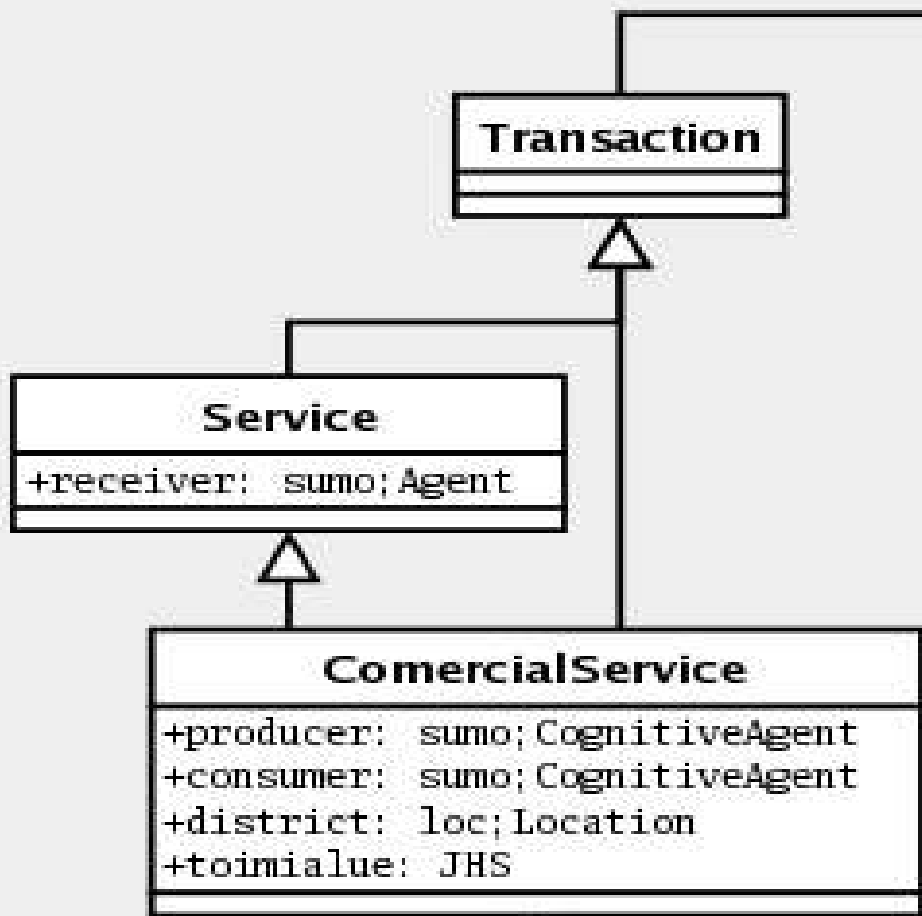 Transaction
Service
+receiver: sumo;Agent
ComercialService
+producer: sumo;CognitiveAgent
+consumer: sumo;CognitiveAgent
+district: loc;Location
+toimialue: JHS